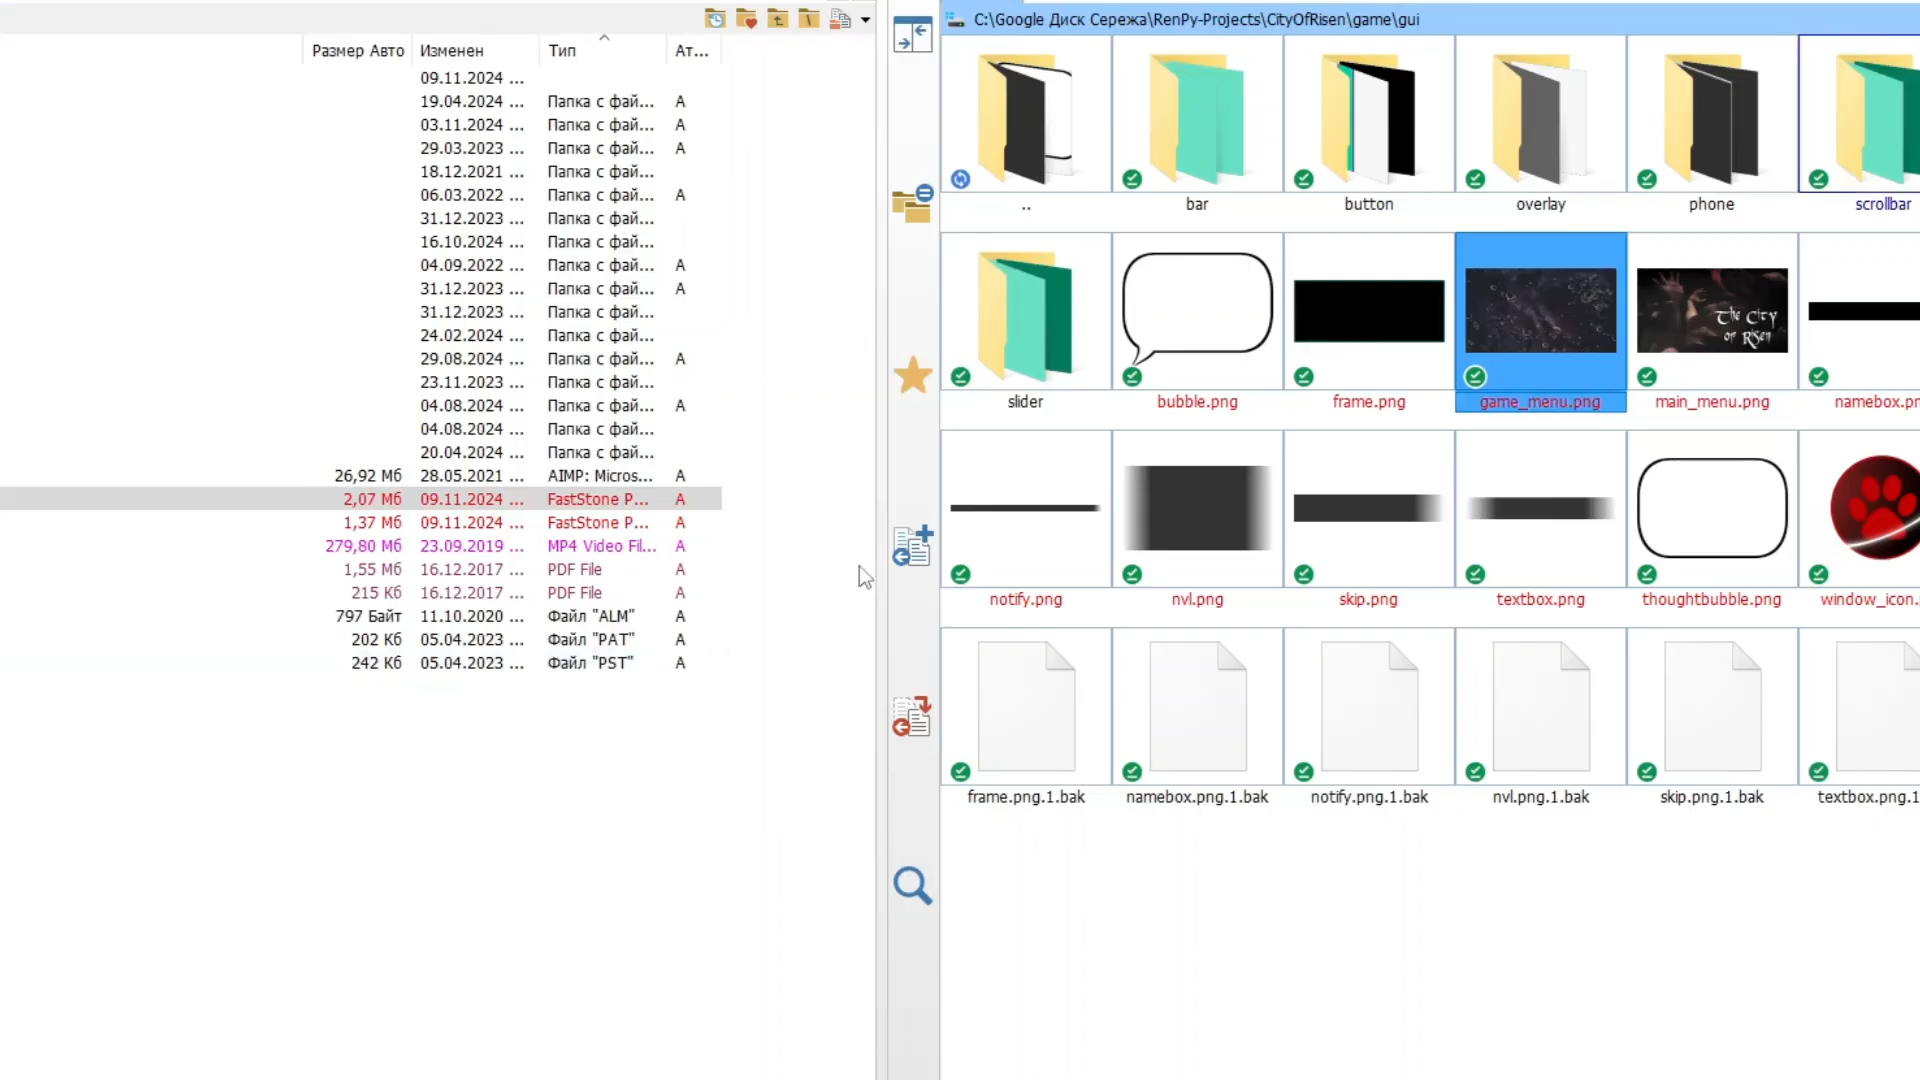 C:\Google Диск Сережа\RenPy-Projects\CityOfRisen\game\gui
Размер Авто Изменен Тип Ат...
09.11.2024 ...
19.04.2024 ... Папка с фай... A
03.11.2024 ... Папка с фай... A
29.03.2023 ... Папка с фай... A
18.12.2021 ... Папка с фай...
06.03.2022 ... Папка с фай... A
31.12.2023 ... Папка с фай...
16.10.2024 ... Папка с фай...
04.09.2022 ... Папка с фай... A
31.12.2023 ... Папка с фай... A
31.12.2023 ... Папка с фай...
24.02.2024 ... Папка с фай...
29.08.2024 ... Папка с фай... A
23.11.2023 ... Папка с фай...
04.08.2024 ... Папка с фай... A
04.08.2024 ... Папка с фай...
20.04.2024 ... Папка с фай...
26,92 Мб 28.05.2021 ... AIMP: Micros... A
2,07 Мб 09.11.2024 ... FastStone P... A
1,37 Мб 09.11.2024 ... FastStone P... A
279,80 Мб 23.09.2019 ... MP4 Video Fil... A
1,55 Мб 16.12.2017 ... PDF File A
215 Кб 16.12.2017 ... PDF File A
797 Байт 11.10.2020 ... Файл "ALM" A
202 Кб 05.04.2023 ... Файл "PAT" A
242 Кб 05.04.2023 ... Файл "PST" A
.. bar button overlay phone scrollbar
The City
of Risen
slider bubble.png frame.png game_menu.png main_menu.png namebox.pn
notify.png nvl.png skip.png textbox.png thoughtbubble.png window_icon.
frame.png.1.bak namebox.png.1.bak notify.png.1.bak nvl.png.1.bak skip.png.1.bak textbox.png.1